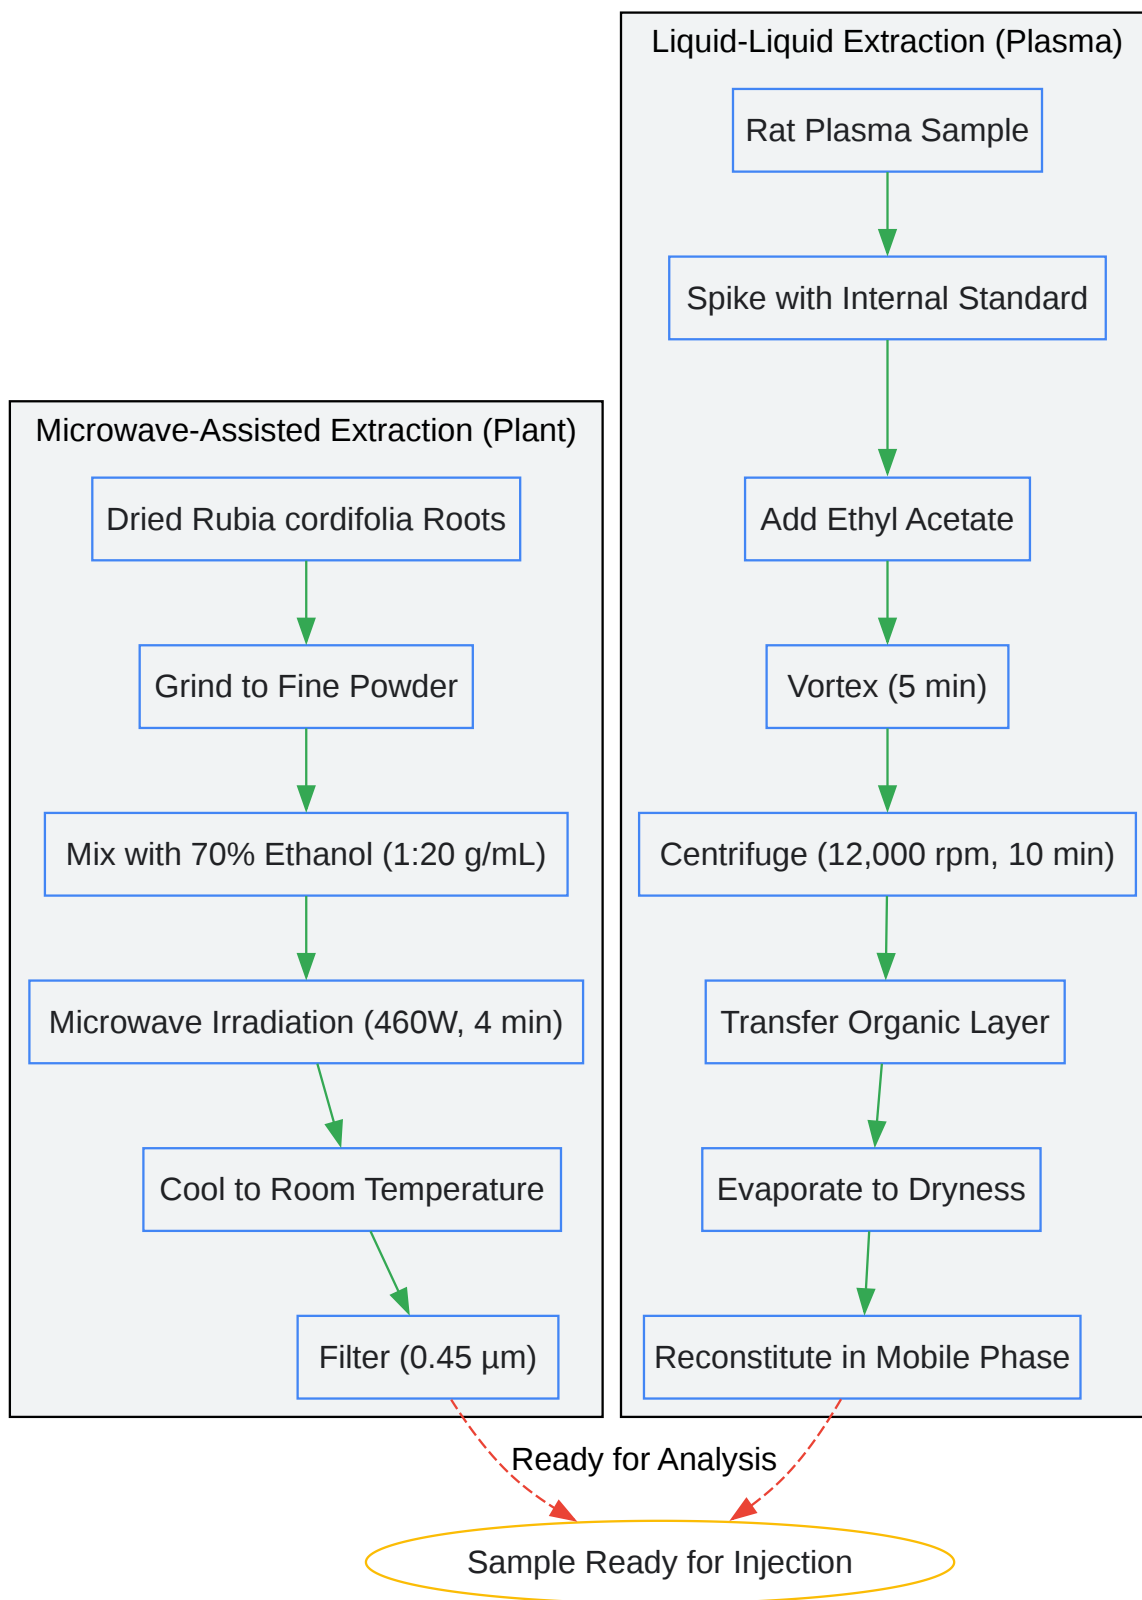 Liquid-Liquid Extraction (Plasma)
Rat Plasma Sample
Spike with Internal Standard
Add Ethyl Acetate
Vortex (5 min)
Centrifuge (12,000 rpm, 10 min)
Transfer Organic Layer
Evaporate to Dryness
Reconstitute in Mobile Phase
Microwave-Assisted Extraction (Plant)
Dried Rubia cordifolia Roots
Grind to Fine Powder
Mix with 70% Ethanol (1:20 g/mL)
Microwave Irradiation (460W, 4 min)
Cool to Room Temperature
Filter (0.45 µm)
Ready for Analysis
Sample Ready for Injection